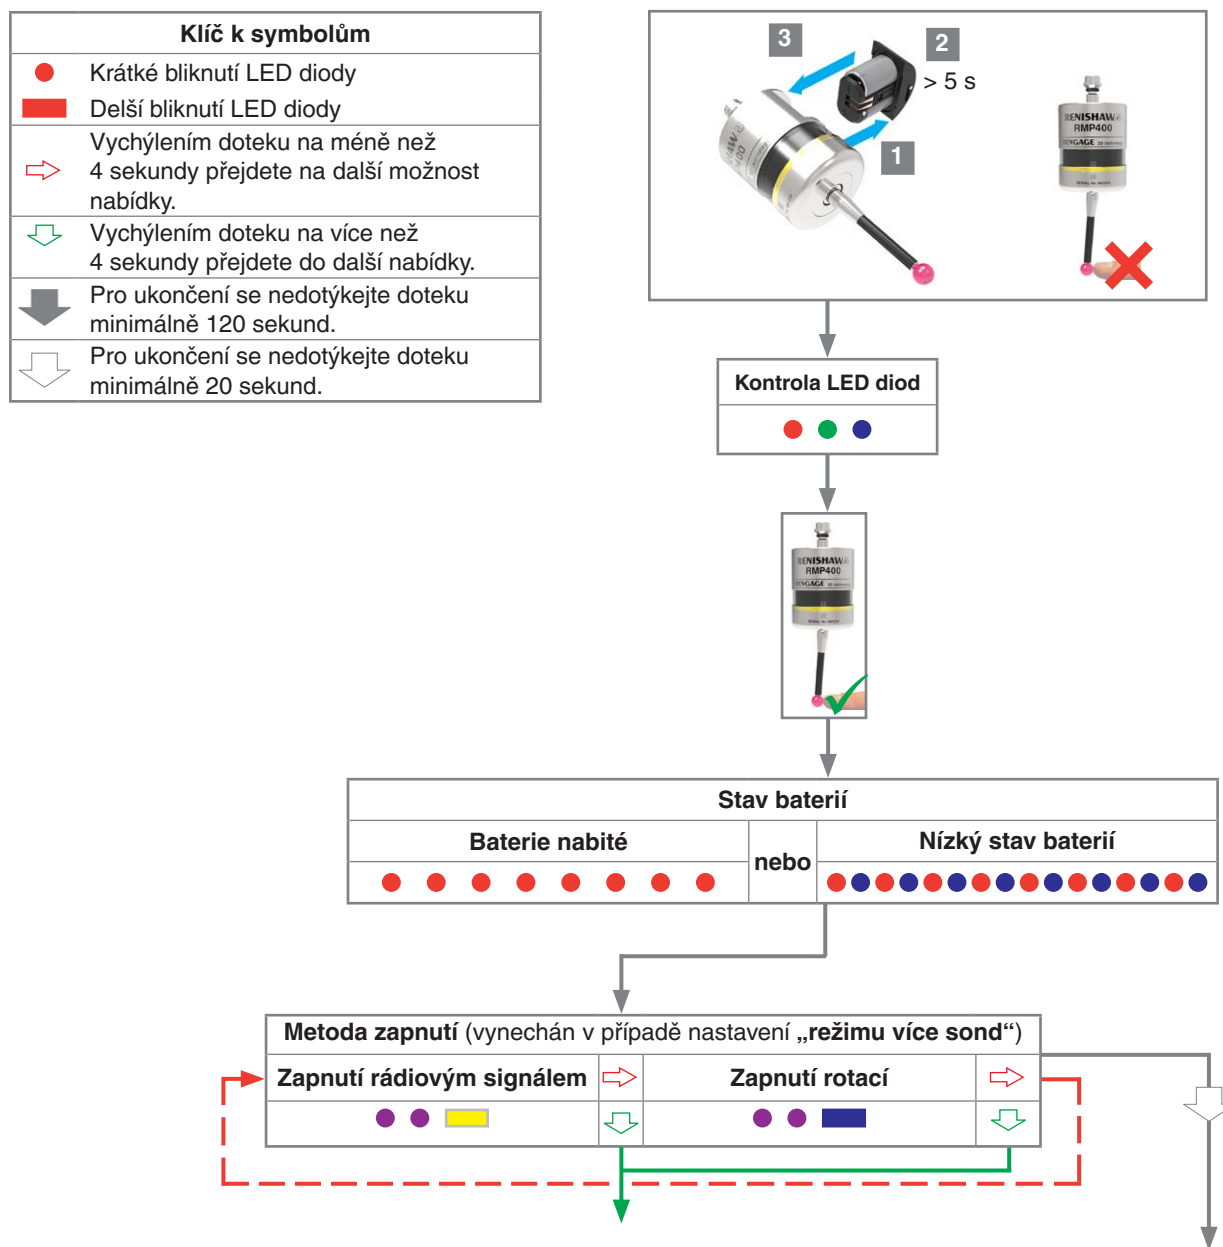 Klíč k symbolům
Krátké bliknutí LED diody
Delší bliknutí LED diody
Vychýlením doteku na méně než
4 sekundy přejdete na další možnost
nabídky.
Vychýlením doteku na více než
4 sekundy přejdete do další nabídky.
Pro ukončení se nedotýkejte doteku
minimálně 120 sekund.
Pro ukončení se nedotýkejte doteku
minimálně 20 sekund.
3
2
> 5 s
1
RENISHAW
RMP400
RENGAGE
Kontrola LED diod
RENISHAW
RMP400
RENGAGE
Stav baterií
Baterie nabité
nebo
Nízký stav baterií
Metoda zapnutí (vynechán v případě nastavení „režimu více sond“)
Zapnutí rádiovým signálem
Zapnutí rotací